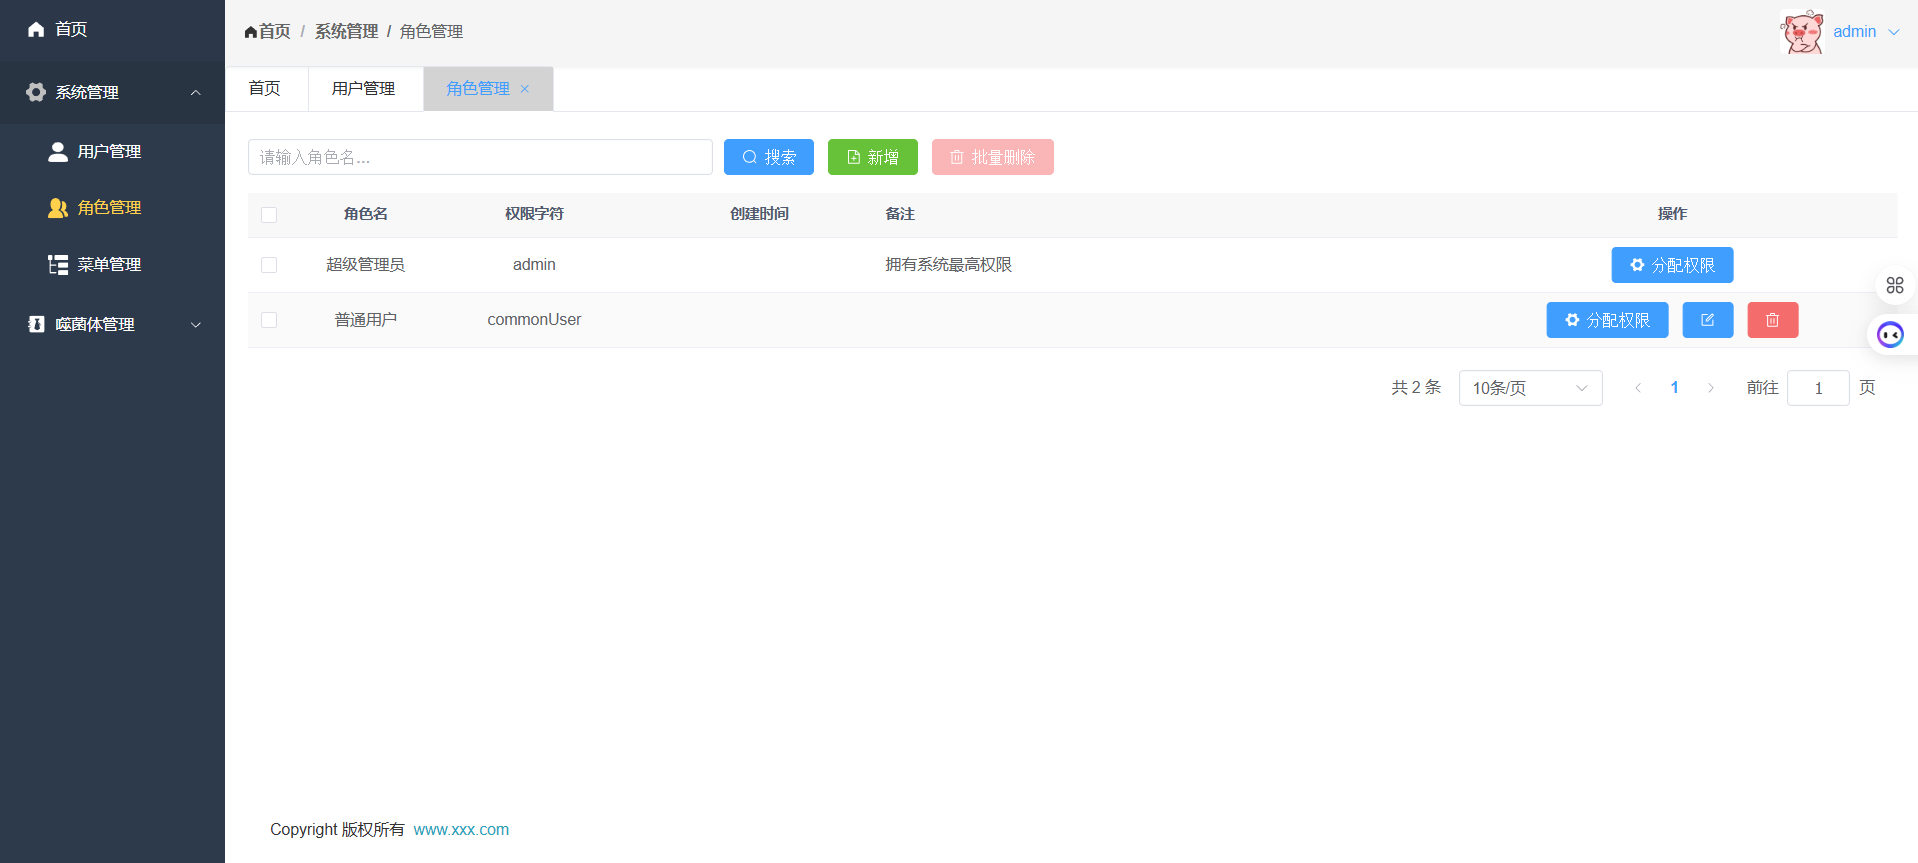 首页
系统管理
用户管理
角色管理
菜单管理
噬菌体管理
首页 / 系统管理 / 角色管理
admin
首页 用户管理 角色管理
请输入角色名... 搜索 新增 批量删除
角色名 权限字符 创建时间 备注 操作
超级管理员 admin 拥有系统最高权限 分配权限
普通用户 commonUser 分配权限
共 2 条 10条/页 1 前往 1 页
Copyright 版权所有 www.xxx.com